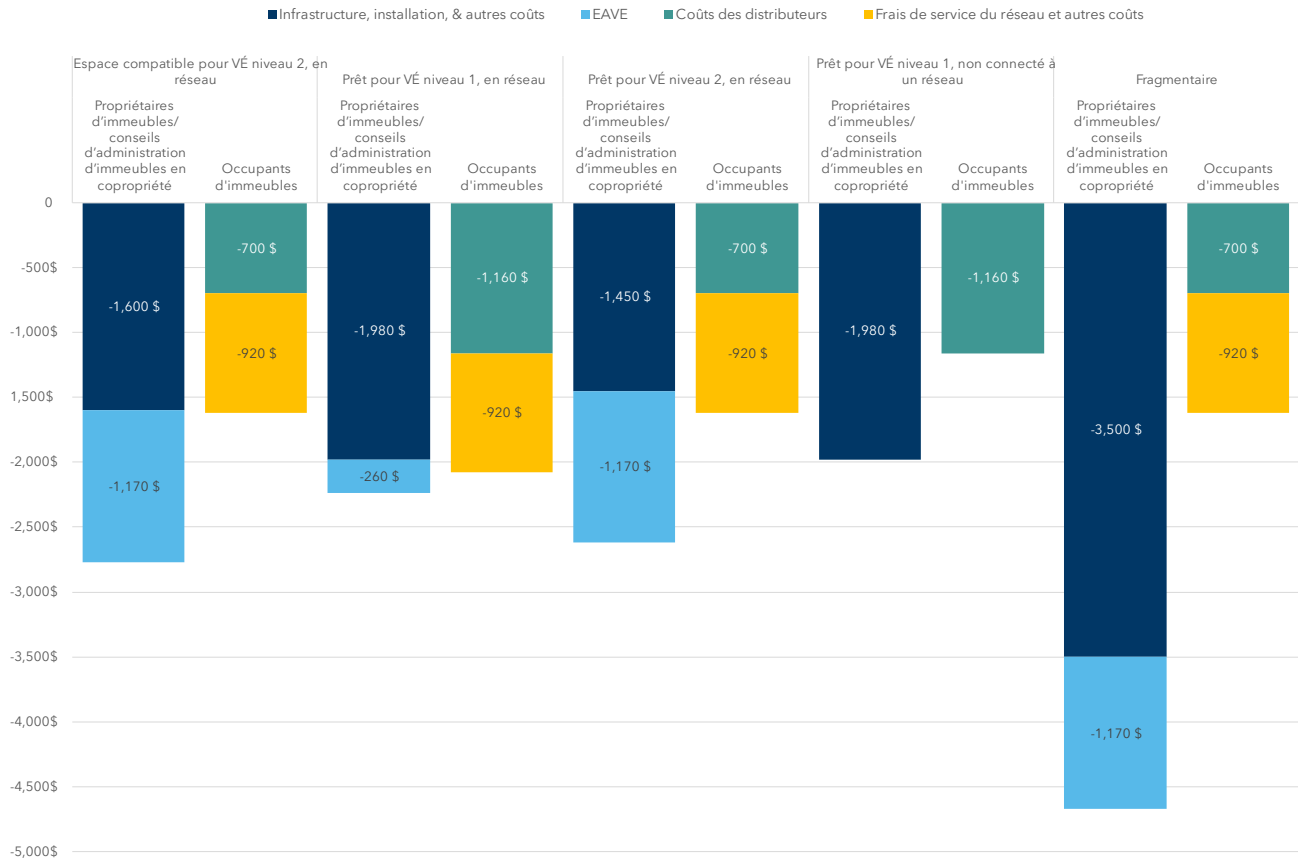 Infrastructure, installation, & autres coûts EAVE Coûts des distributeurs Frais de service du réseau et autres coûts
Espace compatible pour VÉ niveau 2, en
réseau
Prêt pour VÉ niveau 1, en réseau
Prêt pour VÉ niveau 2, en réseau
Prêt pour VÉ niveau 1, non connecté à
un réseau
Fragmentaire
Propriétaires
d'immeubles/
conseils
d'administration
d'immeubles en
copropriété
Occupants
d'immeubles
Propriétaires
d'immeubles/
conseils
d'administration
d'immeubles en
copropriété
Occupants
d'immeubles
Propriétaires
d'immeubles/
conseils
d'administration
d'immeubles en
copropriété
Occupants
d'immeubles
Propriétaires
d'immeubles/
conseils
d'administration
d'immeubles en
copropriété
Occupants
d'immeubles
Propriétaires
d'immeubles/
conseils
d'administration
d'immeubles en
copropriété
Occupants
d'immeubles
0
-500$
-1,000$
1,500$
-2,000$
-2,500$
-3,000$
-3,500$
-4,000$
-4,500$
-5,000$
-1,600 $
-1,170 $
-700 $
-920 $
-1,980 $
-260 $
-1,160 $
-920 $
-1,450 $
-1,170 $
-700 $
-920 $
-1,980 $
-1,160 $
-3,500 $
-1,170 $
-700 $
-920 $